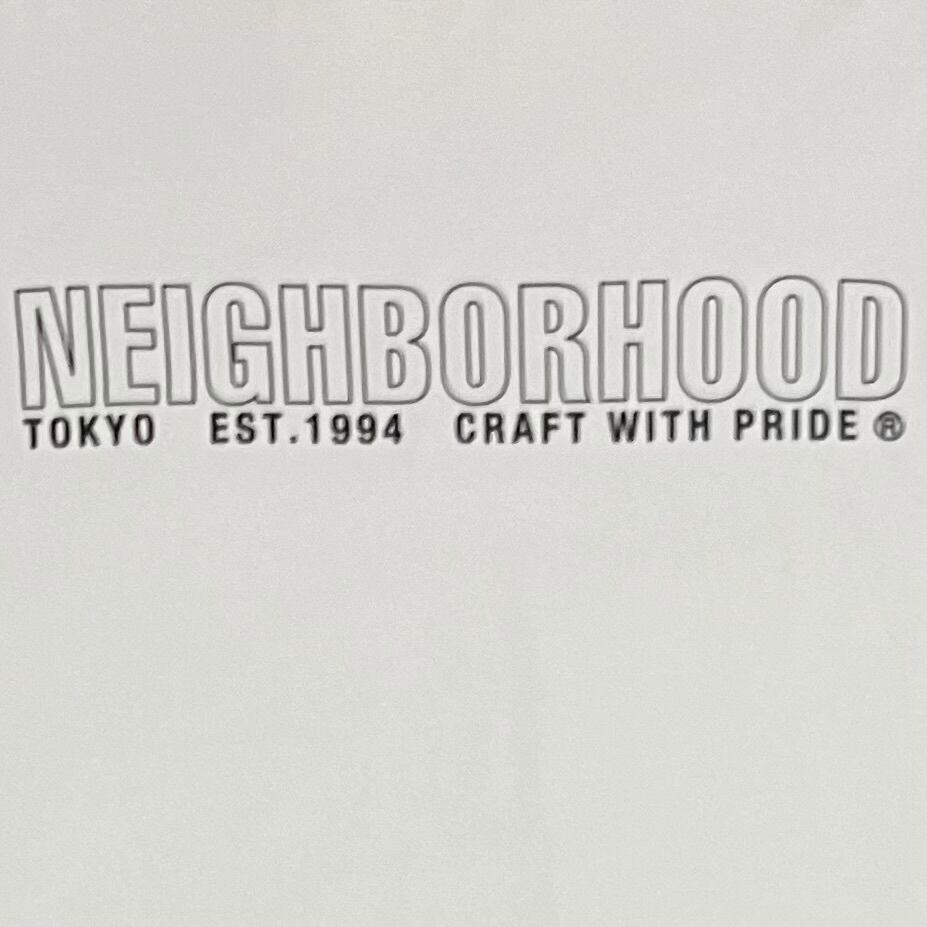 NEIGHBORHOOD
TOKYO EST.1994 CRAFT WITH PRIDE ®